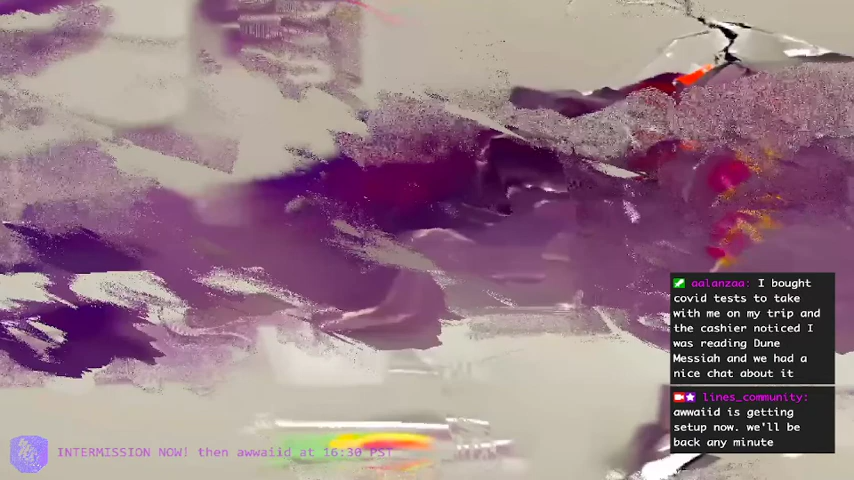 aalanzaa: I bought
covid tests to take
with me on my trip and
the cashier noticed I
was reading Dune
Messiah and we had a
nice chat about it
lines_community:
awwaiid is getting
setup now. we'll be
back any minute
INTERMISSION NOW! then awwaiid at 16:30 PST